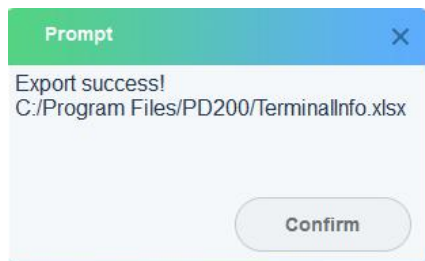 Prompt
Export success!
C:/Program Files/PD200/TerminalInfo.xlsx
Confirm